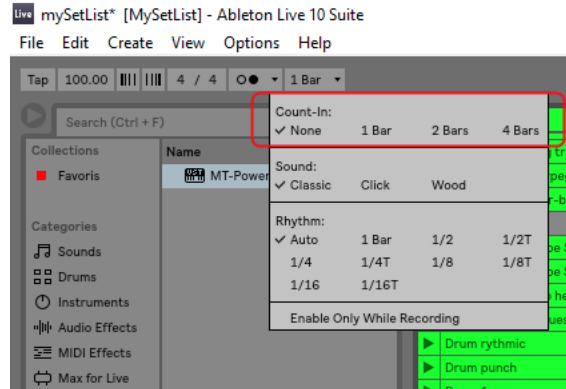 Live mySetList* [MySetList] - Ableton Live 10 Suite
File Edit Create View Options Help
Tap 100.00 4 / 4 1 Bar
Search (Ctrl + F)
Count-In:
✓ None 1 Bar 2 Bars 4 Bars
Collections
Name
Favoris
MT-Power
Sound:
✓ Classic Click Wood
Rhythm:
✓ Auto 1 Bar 1/2 1/2T
1/4 1/4T 1/8 1/8T
1/16 1/16T
Enable Only While Recording
Categories
Sounds
Drums
Instruments
Audio Effects
MIDI Effects
Max for Live
Drum rythmic
Drum punch